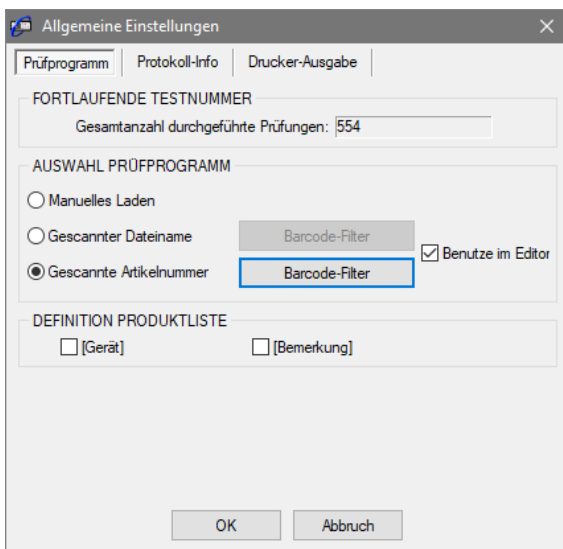 Allgemeine Einstellungen
Prüfprogramm Protokoll-Info Drucker-Ausgabe
FORTLAUFENDE TESTNUMMER
Gesamtanzahl durchgeführte Prüfungen: 554
AUSWAHL PRÜFPROGRAMM
Manuelles Laden
Gescannter Dateiname Barcode-Filter
Benutze im Editor
Gescannte Artikelnummer Barcode-Filter
DEFINITION PRODUKTLISTE
[Gerät] [Bemerkung]
OK Abbruch